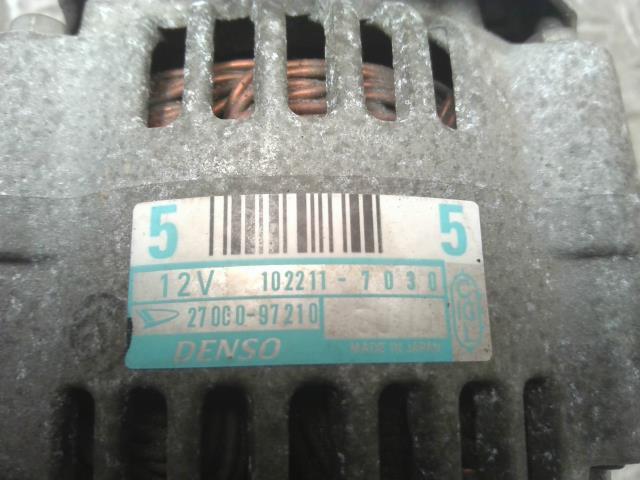 5 5
12V 102211-7030
27060-97210
DENSO MADE IN JAPAN